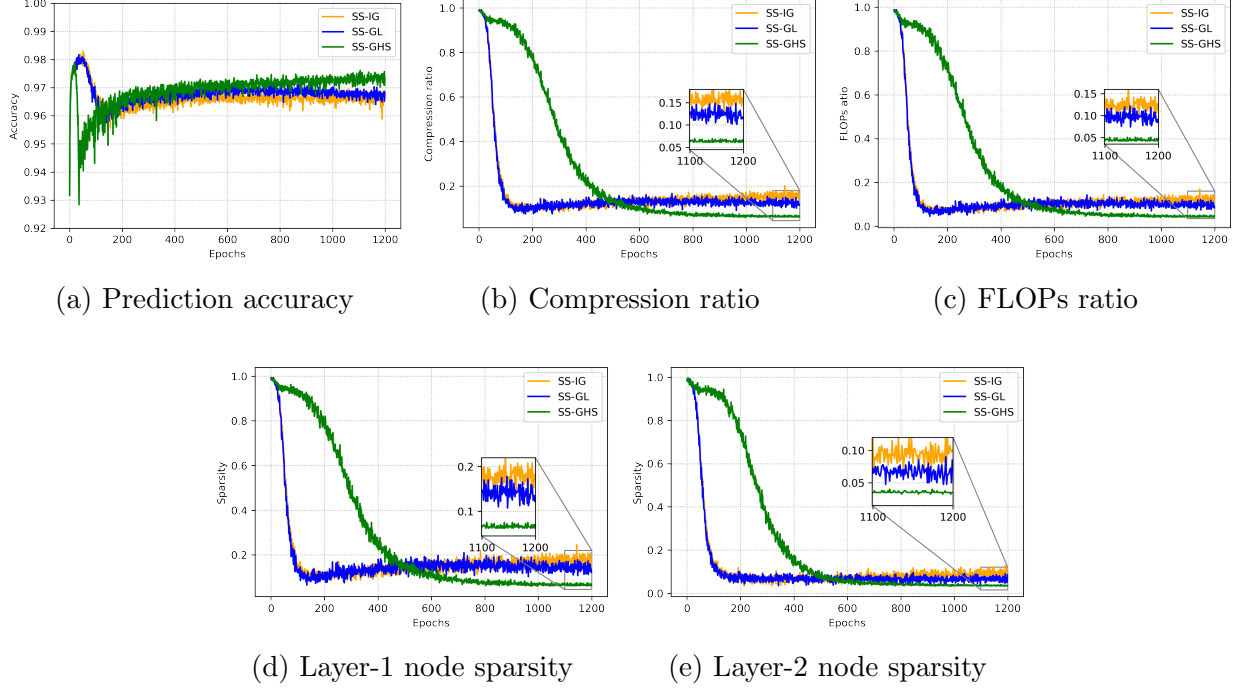 1.00
0.99
0.98
0.97
0.96
0.95
0.94
0.93
0.92
Accuracy
0 200 400 600 800 1000 1200
Epochs
SS-IG
SS-GL
SS-GHS
(a) Prediction accuracy
1.0
0.8
0.6
0.4
0.2
Compression ratio
0 200 400 600 800 1000 1200
Epochs
SS-IG
SS-GL
SS-GHS
0.15
0.10
0.05
1100 1200
(b) Compression ratio
1.0
0.8
0.6
0.4
0.2
0.0
FLOPs atio
0 200 400 600 800 1000 1200
Epochs
SS-IG
SS-GL
SS-GHS
0.15
0.10
0.05
1100 1200
(c) FLOPs ratio
1.0
0.8
0.6
0.4
0.2
Sparsity
0 200 400 600 800 1000 1200
Epochs
SS-IG
SS-GL
SS-GHS
0.2
0.1
1100 1200
(d) Layer-1 node sparsity
1.0
0.8
0.6
0.4
0.2
0.0
Sparsity
0 200 400 600 800 1000 1200
Epochs
SS-IG
SS-GL
SS-GHS
0.10
0.05
1100 1200
(e) Layer-2 node sparsity